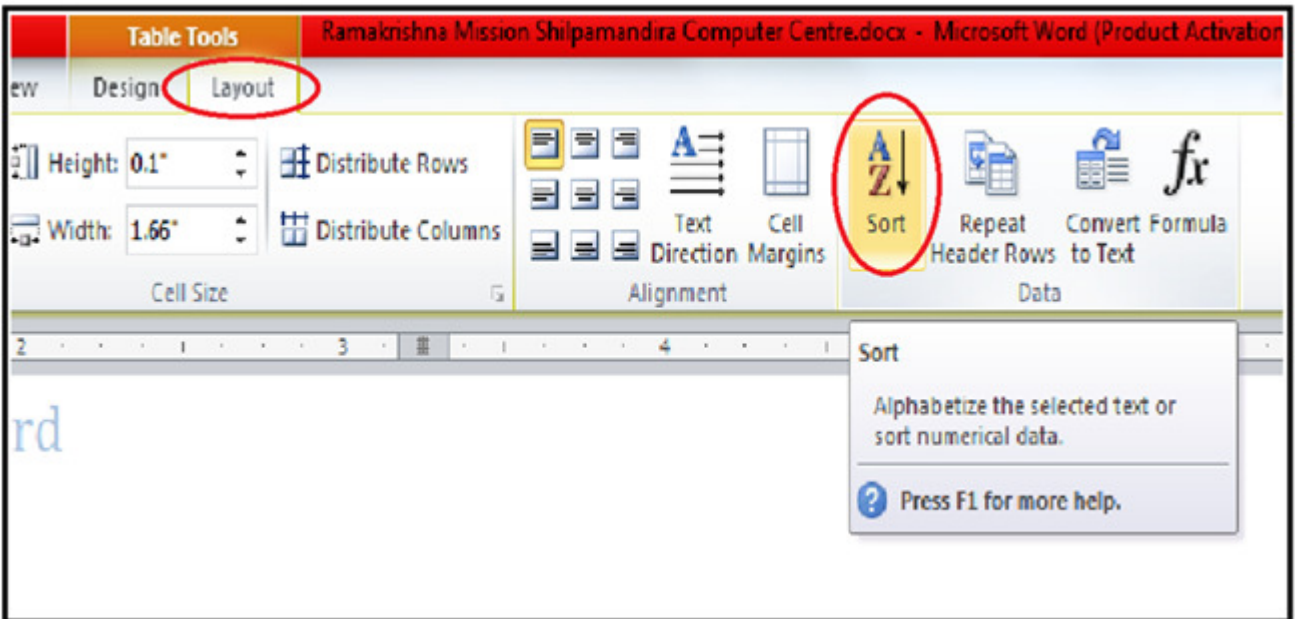 Table Tools
Ramakrishna Mission Shilpamandira Computer Centre.docx - Microsoft Word (Product Activation
ew Design Layout
Height: 0.1"
Distribute Rows
Width: 1.66"
Distribute Columns
Text Direction
Cell Margins
A
Z
Sort
Repeat Header Rows
Convert to Text
fx
Formula
Cell Size
Alignment
Data
2 3 4
rd
Sort
Alphabetize the selected text or
sort numerical data.
Press F1 for more help.